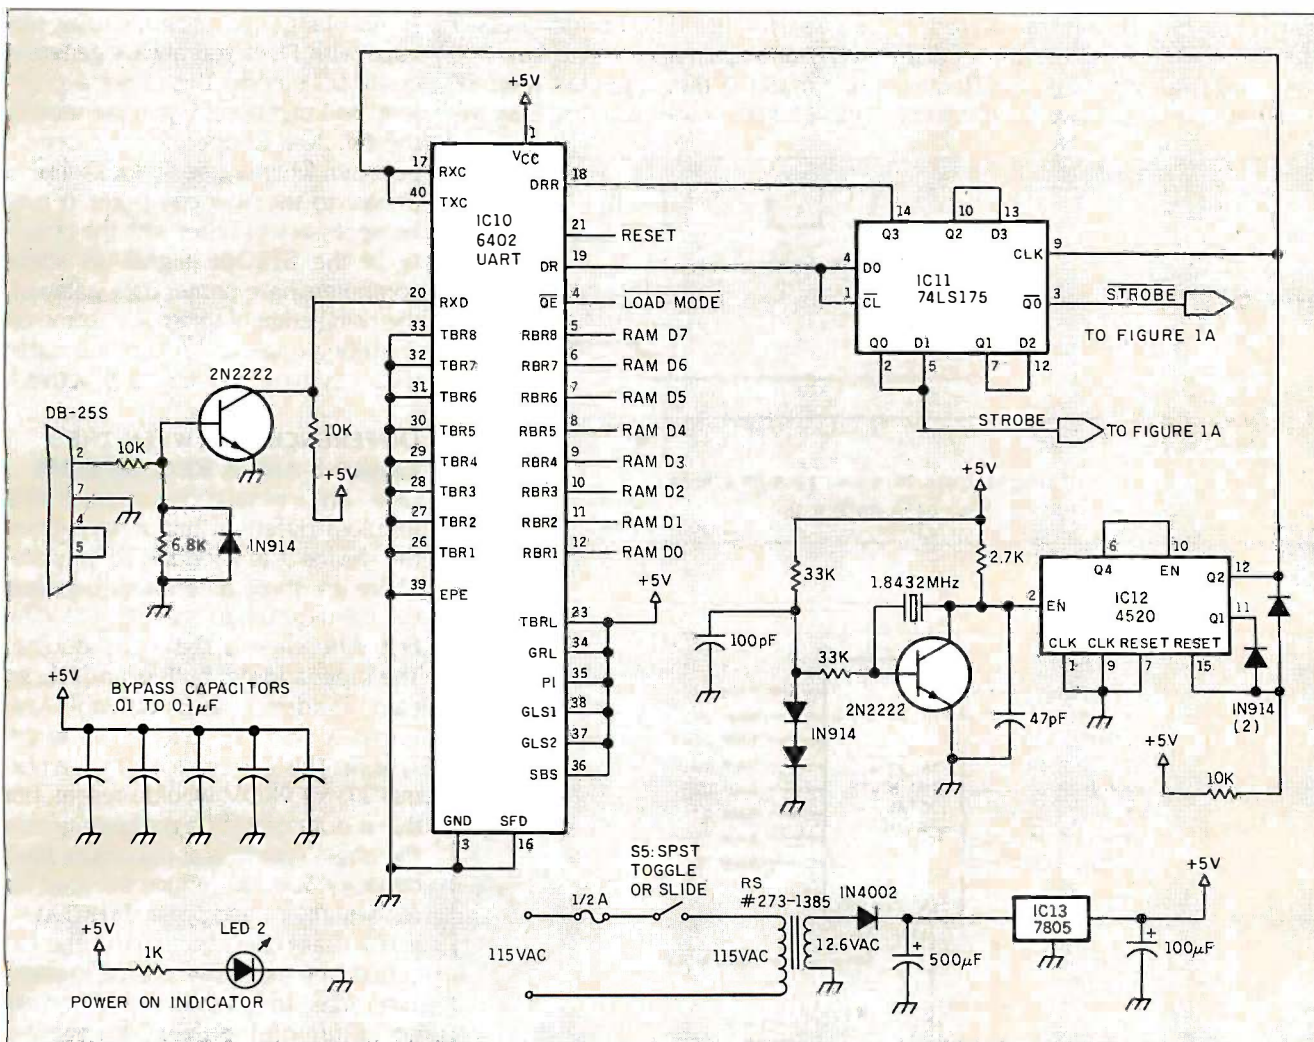 +5V
1
VCC
17 RXC
40 TXC
DRR 18
IC10
6402
UART
21 RESET
DR 19
20 RXD
QE 4 LOAD MODE
33 TBR8
RBR8 5 RAM D7
32 TBR7
RBR7 6 RAM D6
31 TBR6
RBR6 7 RAM D5
30 TBR5
RBR5 8 RAM D4
29 TBR4
RBR4 9 RAM D3
28 TBR3
RBR3 10 RAM D2
27 TBR2
RBR2 11 RAM D1
26 TBR1
RBR1 12 RAM D0
39 EPE
+5V
TBRL 23
GRL 34
PI 35
GLS1 38
GLS2 37
SBS 36
GND SFD
3 16
14 10 13
Q3 Q2 D3
CLK 9
4 D0
1 CL
IC11
74LS175
Q0 3
STROBE
TO FIGURE 1A
Q0 D1 Q1 D2
2 5 7 12
STROBE
TO FIGURE 1A
DB-25S
2
7
4
5
10K
2N2222
10K
+5V
6.8K
1N914
+5V
33K
2.7K
1.8432MHz
100pF
33K
2N2222
1N914
47pF
6 10
Q4 EN
Q2 12
2 EN
IC12
4520
Q1 11
CLK CLK RESET RESET
1 9 7 15
1N914
(2)
+5V
10K
+5V
BYPASS CAPACITORS
.01 TO 0.1µF
+5V
1K
LED 2
POWER ON INDICATOR
S5: SPST
TOGGLE
OR SLIDE
1/2 A
115VAC
RS
#273-1385
115VAC
12.6VAC
1N4002
+
500µF
IC13
7805
+5V
+
100µF